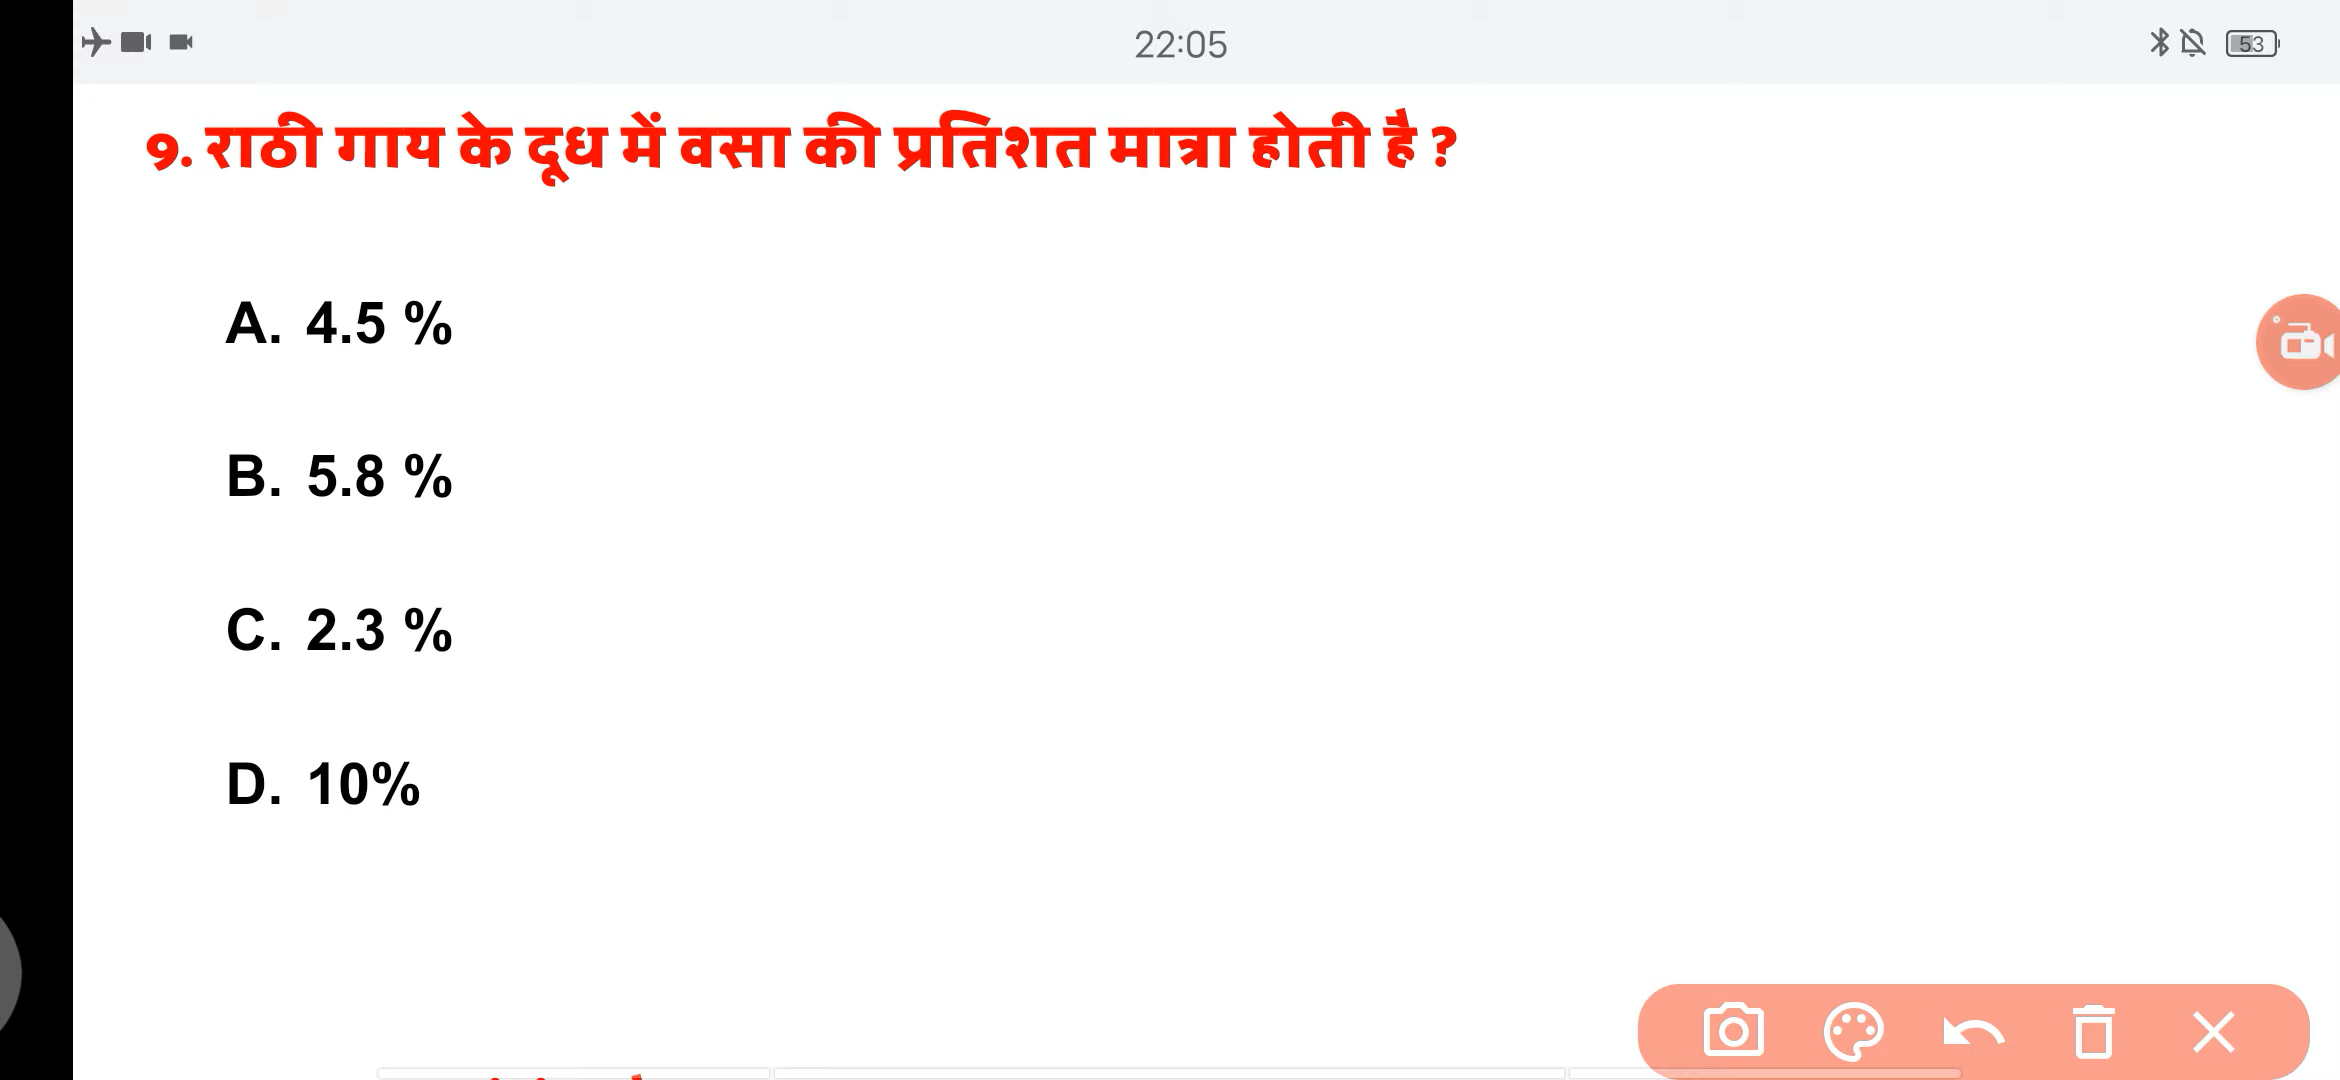 22:05
53
9. राठी गाय के दूध में वसा की प्रतिशत मात्रा होती है ?
A. 4.5 %
B. 5.8 %
C. 2.3 %
D. 10%